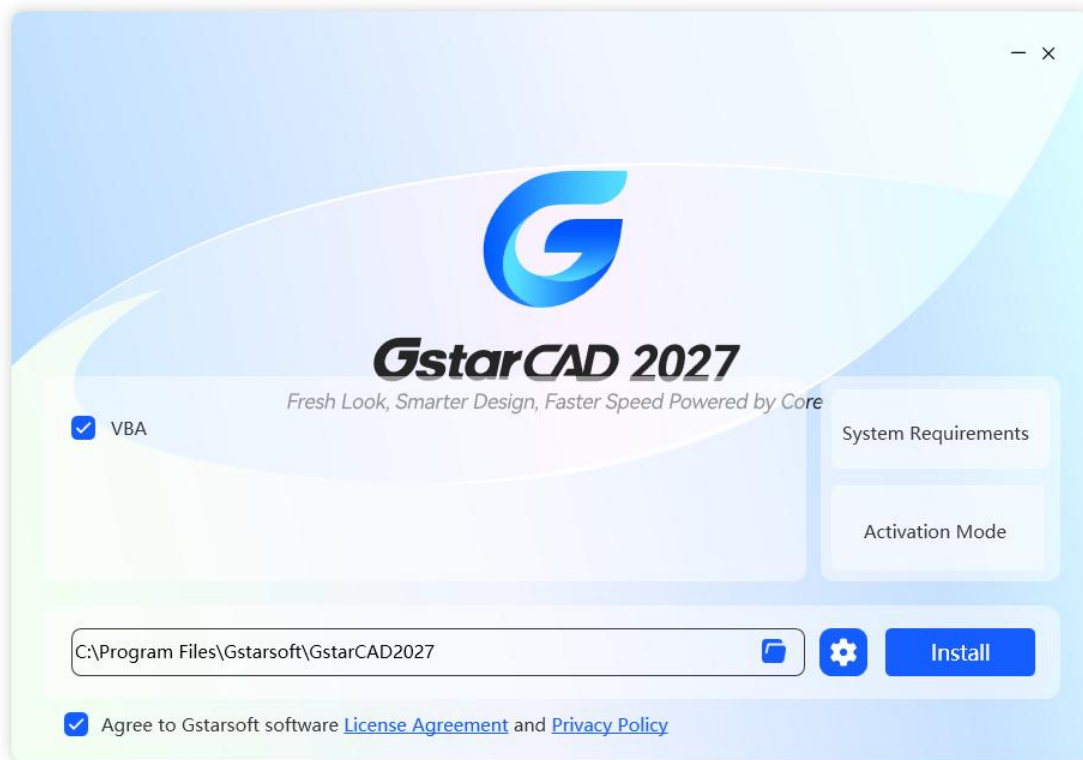 GstarCAD 2027
Fresh Look, Smarter Design, Faster Speed Powered by Core
VBA
System Requirements
Activation Mode
C:\Program Files\Gstarsoft\GstarCAD2027
Install
Agree to Gstarsoft software License Agreement and Privacy Policy